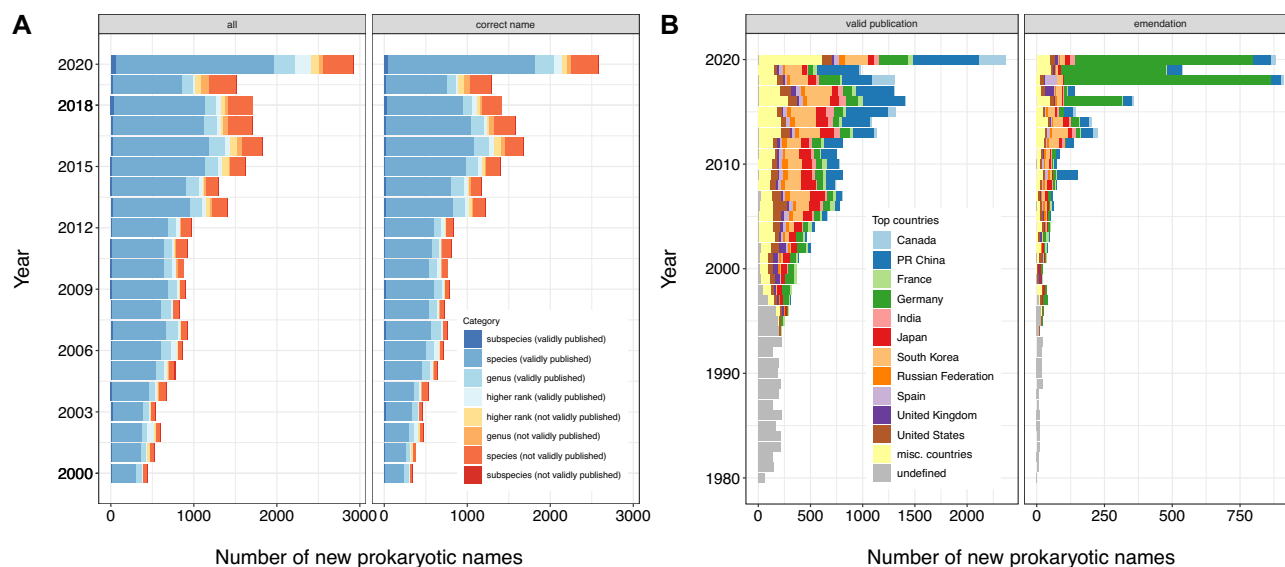 A
B
all
correct name
valid publication
emendation
Year
2020
2018
2015
2012
2009
2006
2003
2000
Category
subspecies (validly published)
species (validly published)
genus (validly published)
higher rank (validly published)
higher rank (not validly published)
genus (not validly published)
species (not validly published)
subspecies (not validly published)
0 1000 2000 3000 0 1000 2000 3000
Number of new prokaryotic names
Year
2020
2010
2000
1990
1980
Top countries
Canada
PR China
France
Germany
India
Japan
South Korea
Russian Federation
Spain
United Kingdom
United States
misc. countries
undefined
0 500 1000 1500 2000 0 250 500 750
Number of new prokaryotic names